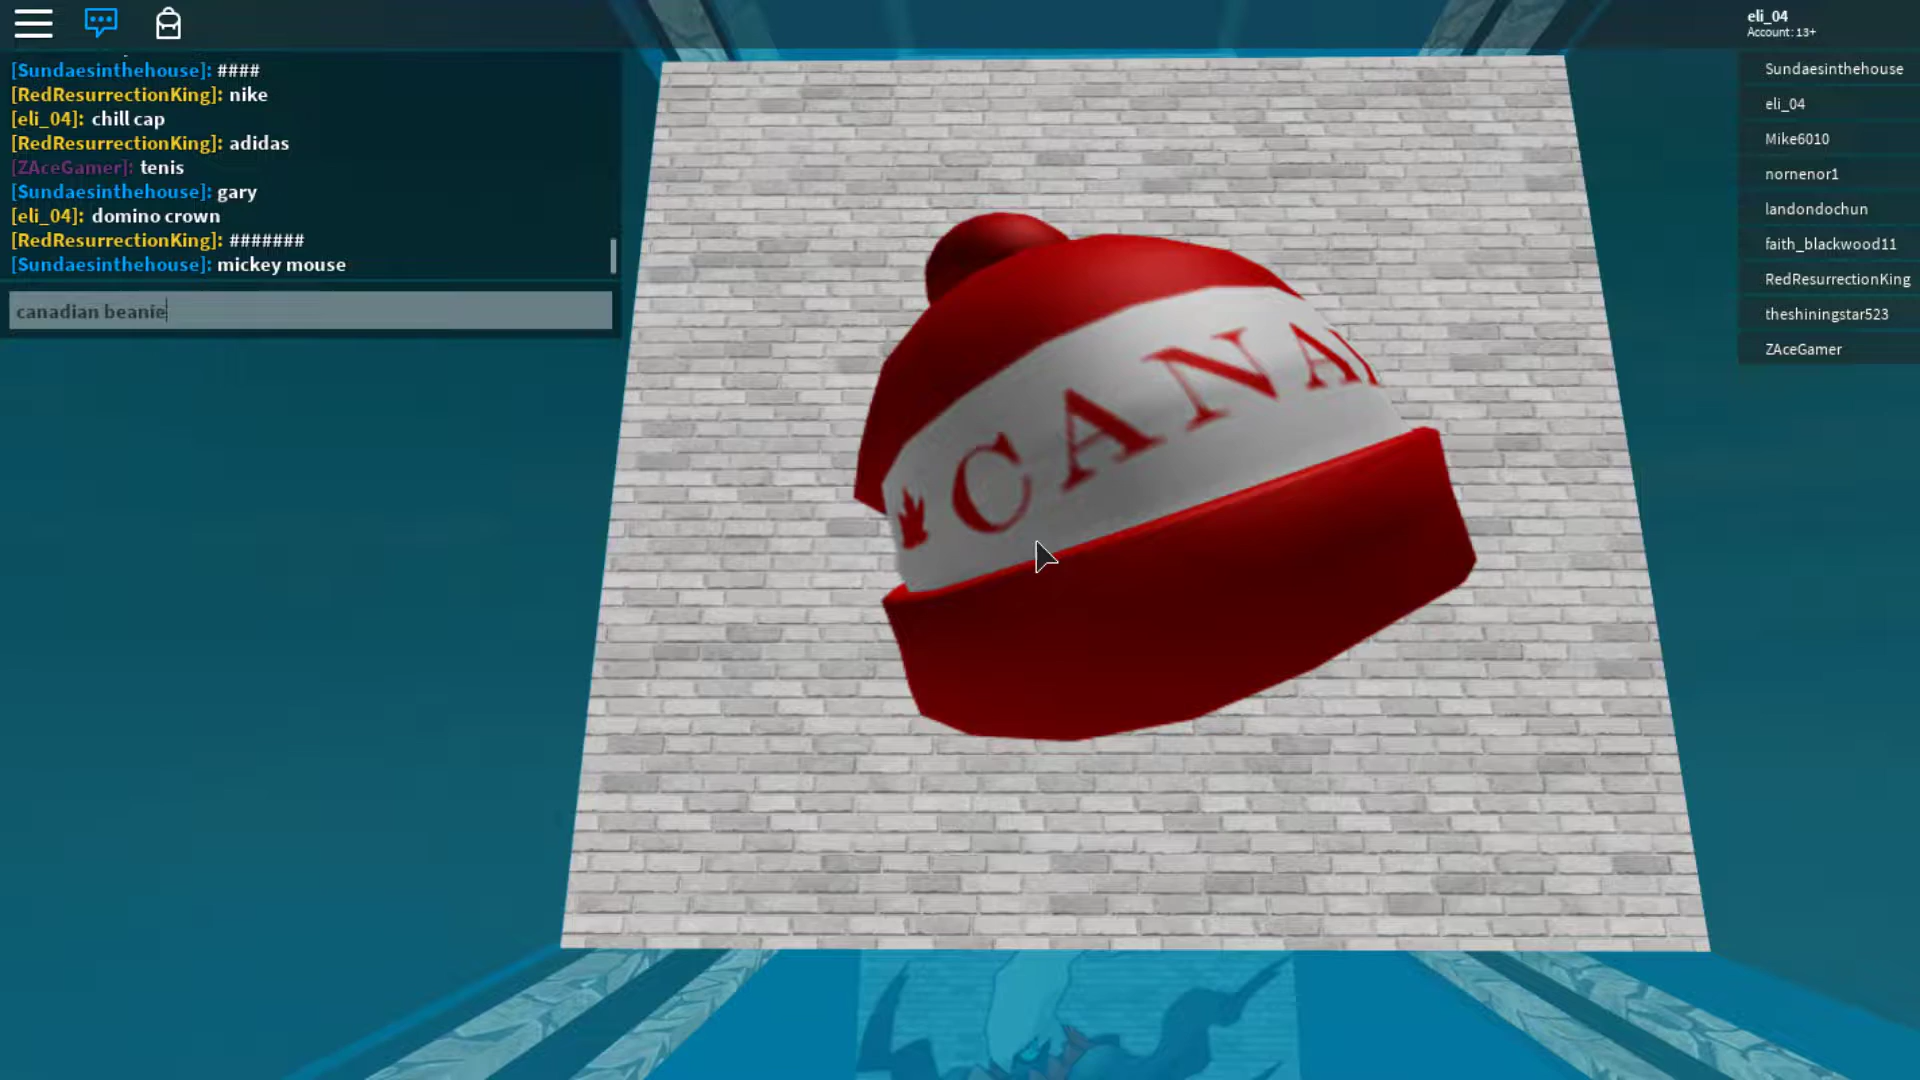 eli_04
Account: 13+
[Sundaesinthehouse]: ####
[RedResurrectionKing]: nike
[eli_04]: chill cap
[RedResurrectionKing]: adidas
[ZAceGamer]: tenis
[Sundaesinthehouse]: gary
[eli_04]: domino crown
[RedResurrectionKing]: #######
[Sundaesinthehouse]: mickey mouse
canadian beanie
Sundaesinthehouse
eli_04
Mike6010
nornenor1
landondochun
faith_blackwood11
RedResurrectionKing
theshiningstar523
ZAceGamer
CANA